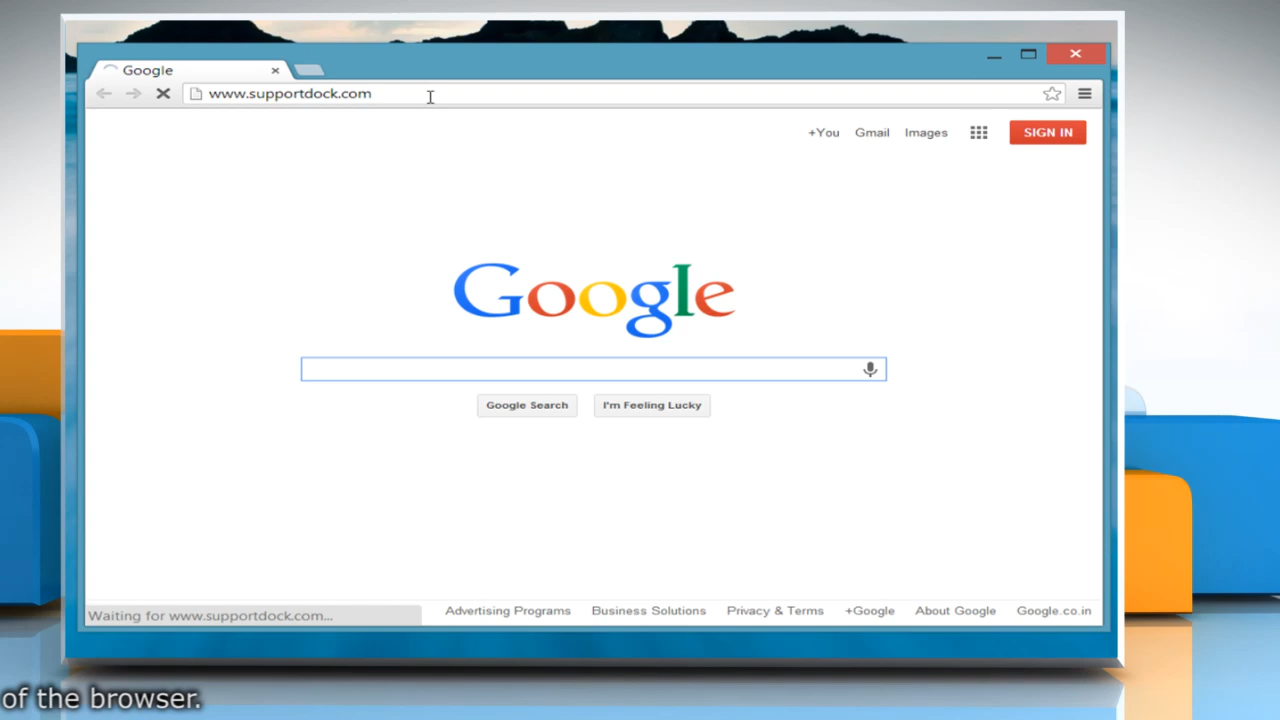 Google
www.supportdock.com
+You Gmail Images SIGN IN
Google
Google Search I'm Feeling Lucky
Waiting for www.supportdock.com...
Advertising Programs Business Solutions Privacy & Terms +Google About Google Google.co.in
of the browser.